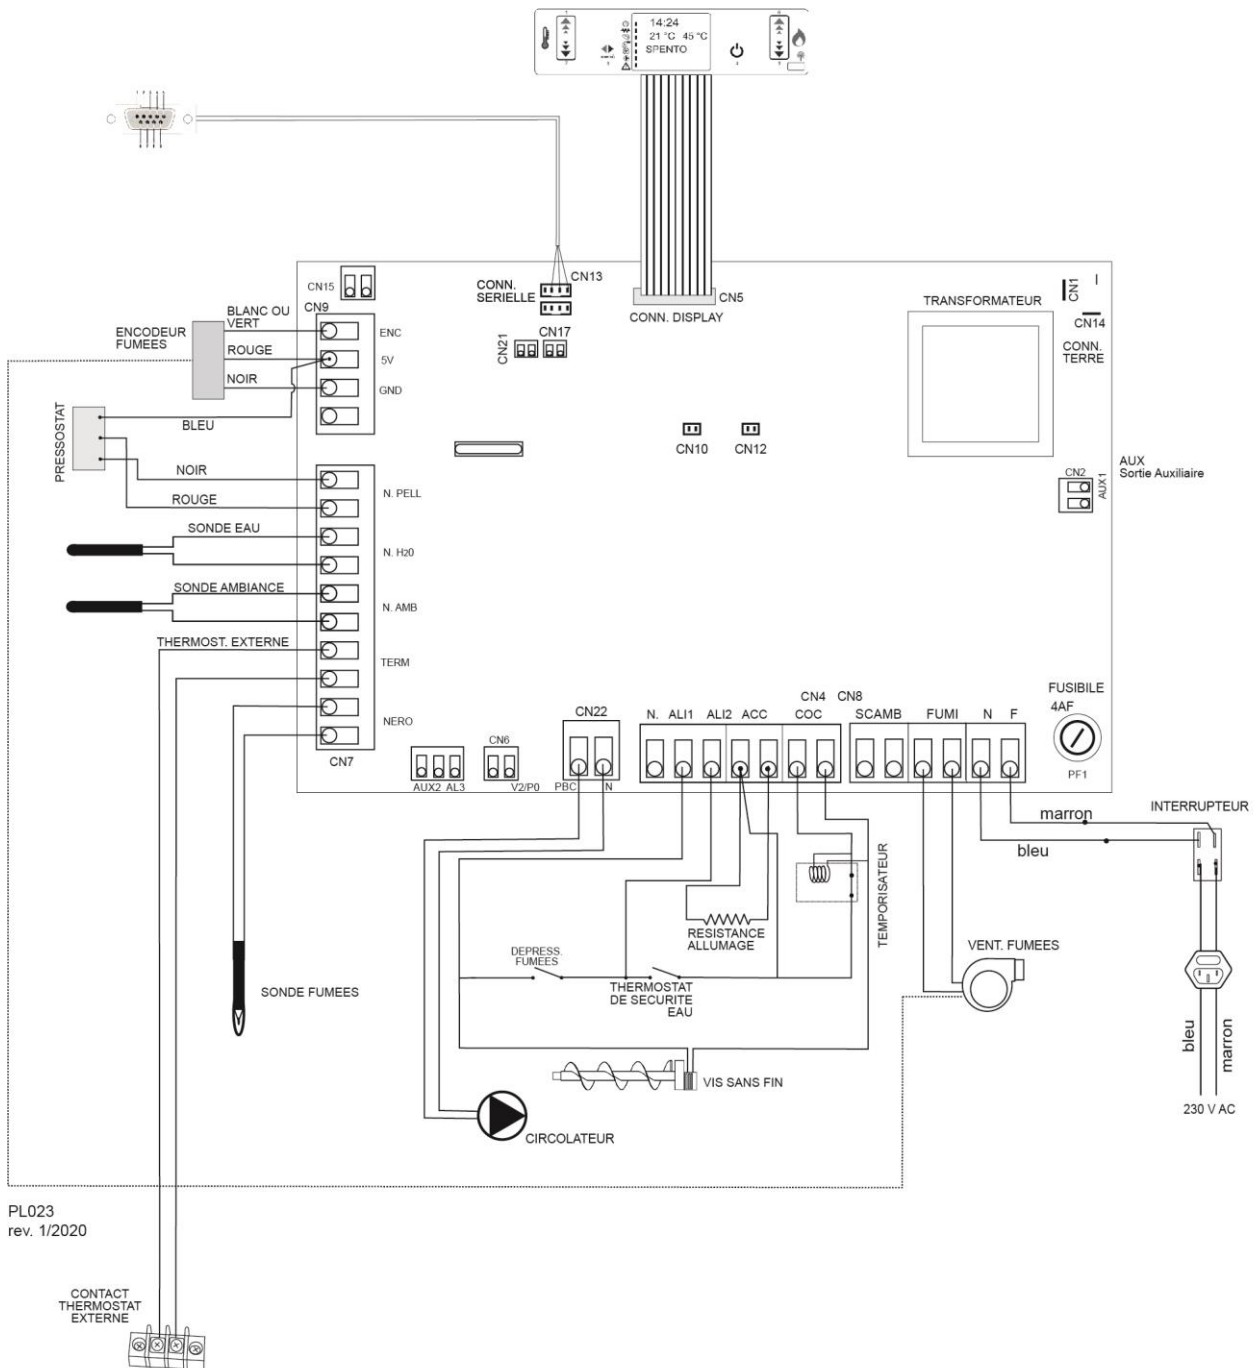 14:24
21 °C 45 °C
SPENTO
CN15
CN9
CONN.
SERIELLE
CN13
CN5
CONN. DISPLAY
CN21
CN17
TRANSFORMATEUR
CN1
CN14
CONN.
TERRE
ENCODEUR
FUMEES
BLANC OU
VERT
ROUGE
NOIR
ENC
5V
GND
PRESSOSTAT
BLEU
NOIR
ROUGE
N. PELL
CN10
CN12
CN2
AUX1
AUX
Sortie Auxiliaire
SONDE EAU
N. H20
SONDE AMBIANCE
N. AMB
THERMOST. EXTERNE
TERM
NERO
CN7
AUX2 AL3
CN6
V2/P0
CN22
PBC
N
CN4 CN8
N. ALI1 ALI2 ACC COC SCAMB FUMI N F
FUSIBILE
4AF
PF1
INTERRUPTEUR
marron
bleu
TEMPORISATEUR
RESISTANCE
ALLUMAGE
DEPRESS.
FUMEES
THERMOSTAT
DE SECURITE
EAU
VENT. FUMEES
SONDE FUMEES
VIS SANS FIN
CIRCOLATEUR
bleu
marron
230 V AC
PL023
rev. 1/2020
CONTACT
THERMOSTAT
EXTERNE